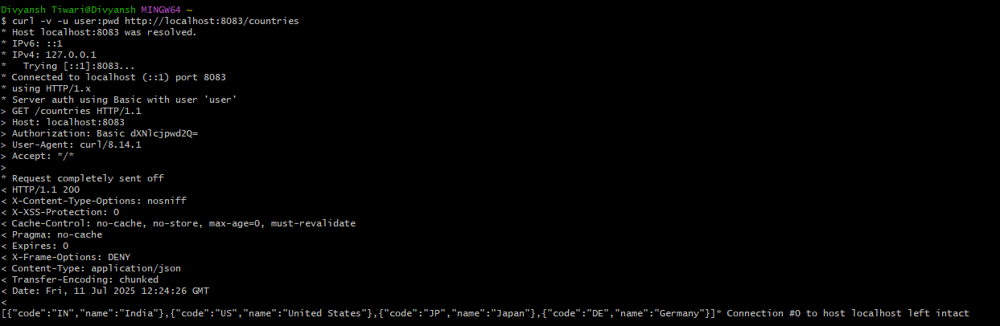 Divyansh Tiwari@Divyansh MINGW64 ~
$ curl -v -u user:pwd http://localhost:8083/countries
* Host localhost:8083 was resolved.
* IPv6: ::1
* IPv4: 127.0.0.1
*   Trying [::1]:8083...
* Connected to localhost (::1) port 8083
* using HTTP/1.x
* Server auth using Basic with user 'user'
> GET /countries HTTP/1.1
> Host: localhost:8083
> Authorization: Basic dXNlcjpwd2Q=
> User-Agent: curl/8.14.1
> Accept: */*
>
* Request completely sent off
< HTTP/1.1 200
< X-Content-Type-Options: nosniff
< X-XSS-Protection: 0
< Cache-Control: no-cache, no-store, max-age=0, must-revalidate
< Pragma: no-cache
< Expires: 0
< X-Frame-Options: DENY
< Content-Type: application/json
< Transfer-Encoding: chunked
< Date: Fri, 11 Jul 2025 12:24:26 GMT
<
[{"code":"IN","name":"India"},{"code":"US","name":"United States"},{"code":"JP","name":"Japan"},{"code":"DE","name":"Germany"}]* Connection #0 to host localhost left intact